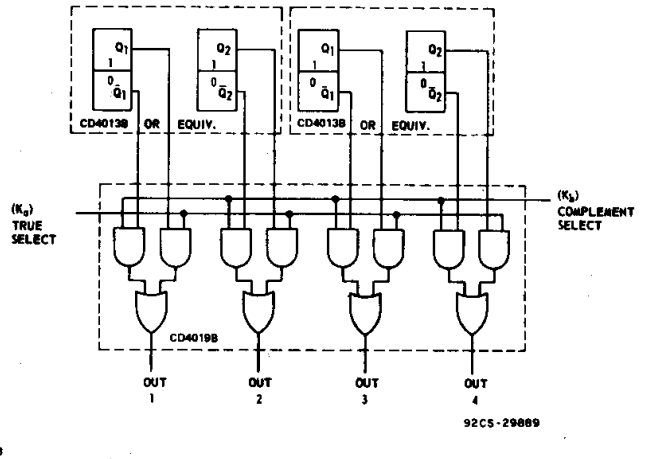 Q1 Q2 Q1 Q2
1 1 1 1
0 0 0 0
Q̄1 Q̄2 Q̄1 Q̄2
CD4013B OR EQUIV. CD4013B OR EQUIV.
(Ka)
TRUE
SELECT
(Kb)
COMPLEMENT
SELECT
CD4019B
OUT OUT OUT OUT
1 2 3 4
92CS-29889